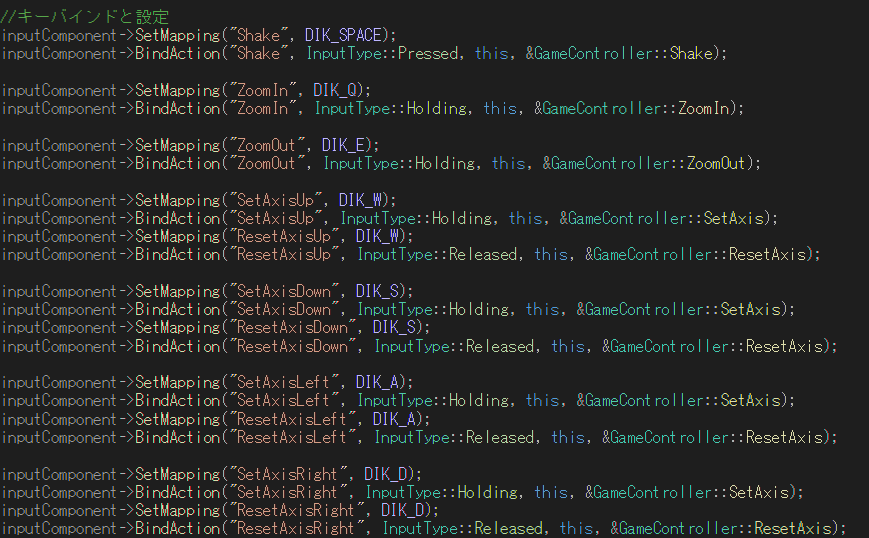 //キーバインドと設定
inputComponent->SetMapping("Shake", DIK_SPACE);
inputComponent->BindAction("Shake", InputType::Pressed, this, &GameController::Shake);
inputComponent->SetMapping("ZoomIn", DIK_Q);
inputComponent->BindAction("ZoomIn", InputType::Holding, this, &GameController::ZoomIn);
inputComponent->SetMapping("ZoomOut", DIK_E);
inputComponent->BindAction("ZoomOut", InputType::Holding, this, &GameController::ZoomOut);
inputComponent->SetMapping("SetAxisUp", DIK_W);
inputComponent->BindAction("SetAxisUp", InputType::Holding, this, &GameController::SetAxis);
inputComponent->SetMapping("ResetAxisUp", DIK_W);
inputComponent->BindAction("ResetAxisUp", InputType::Released, this, &GameController::ResetAxis);
inputComponent->SetMapping("SetAxisDown", DIK_S);
inputComponent->BindAction("SetAxisDown", InputType::Holding, this, &GameController::SetAxis);
inputComponent->SetMapping("ResetAxisDown", DIK_S);
inputComponent->BindAction("ResetAxisDown", InputType::Released, this, &GameController::ResetAxis);
inputComponent->SetMapping("SetAxisLeft", DIK_A);
inputComponent->BindAction("SetAxisLeft", InputType::Holding, this, &GameController::SetAxis);
inputComponent->SetMapping("ResetAxisLeft", DIK_A);
inputComponent->BindAction("ResetAxisLeft", InputType::Released, this, &GameController::ResetAxis);
inputComponent->SetMapping("SetAxisRight", DIK_D);
inputComponent->BindAction("SetAxisRight", InputType::Holding, this, &GameController::SetAxis);
inputComponent->SetMapping("ResetAxisRight", DIK_D);
inputComponent->BindAction("ResetAxisRight", InputType::Released, this, &GameController::ResetAxis);